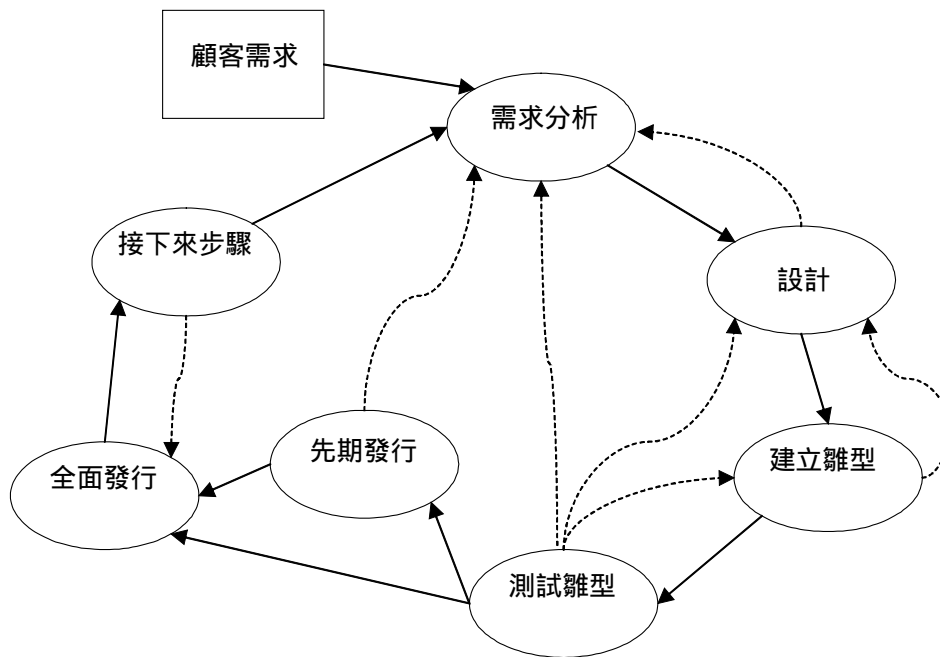 顧客需求
需求分析
接下來步驟
設計
先期發行
全面發行
建立雛型
測試雛型